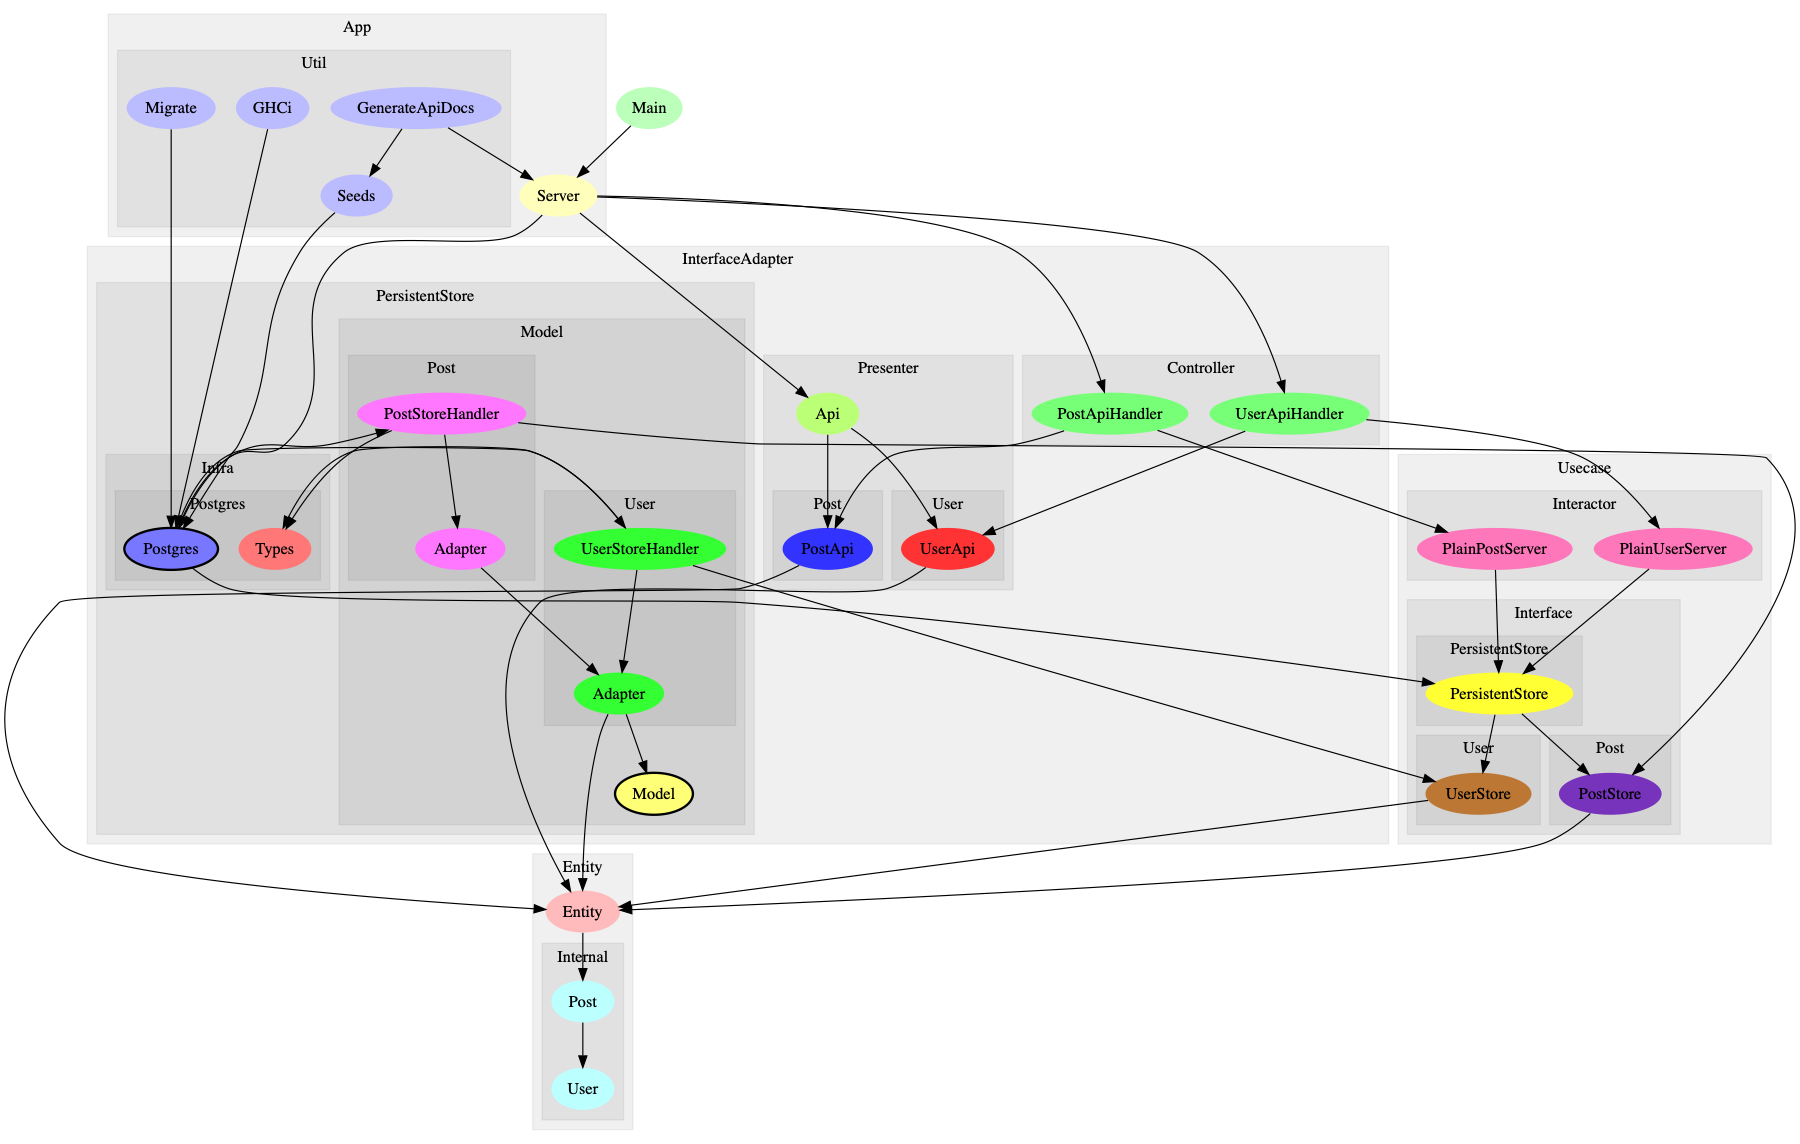 App
Util
Migrate
GHCi
GenerateApiDocs
Main
Seeds
Server
InterfaceAdapter
PersistentStore
Model
Post
Presenter
Controller
PostStoreHandler
Api
PostApiHandler
UserApiHandler
Infra
Usecase
Postgres
User
Post
User
Interactor
Postgres
Types
Adapter
UserStoreHandler
PostApi
UserApi
PlainPostServer
PlainUserServer
Interface
PersistentStore
Adapter
PersistentStore
User
Post
Model
UserStore
PostStore
Entity
Entity
Internal
Post
User